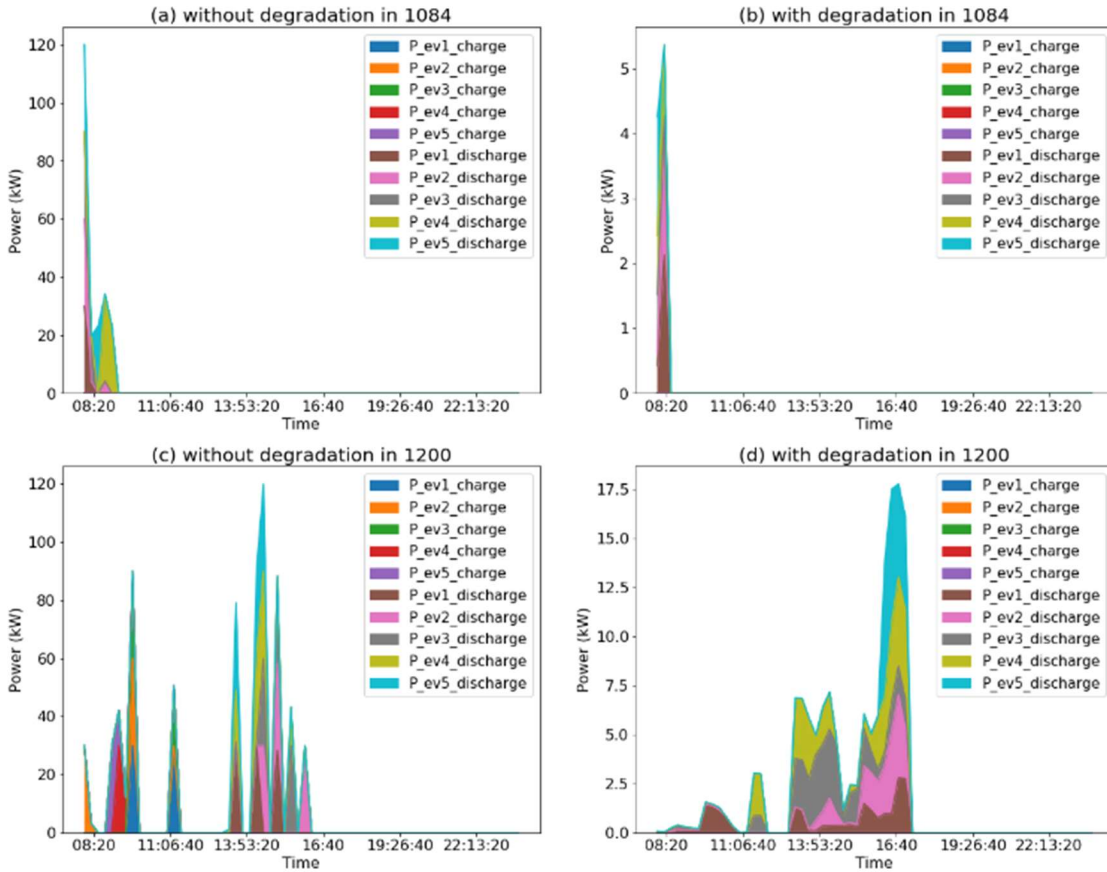 (a) without degradation in 1084
120
100
80
60
40
20
0
Power (kW)
08:20 11:06:40 13:53:20 16:40 19:26:40 22:13:20
Time
P_ev1_charge
P_ev2_charge
P_ev3_charge
P_ev4_charge
P_ev5_charge
P_ev1_discharge
P_ev2_discharge
P_ev3_discharge
P_ev4_discharge
P_ev5_discharge
(b) with degradation in 1084
5
4
3
2
1
0
Power (kW)
08:20 11:06:40 13:53:20 16:40 19:26:40 22:13:20
Time
P_ev1_charge
P_ev2_charge
P_ev3_charge
P_ev4_charge
P_ev5_charge
P_ev1_discharge
P_ev2_discharge
P_ev3_discharge
P_ev4_discharge
P_ev5_discharge
(c) without degradation in 1200
120
100
80
60
40
20
0
Power (kW)
08:20 11:06:40 13:53:20 16:40 19:26:40 22:13:20
Time
P_ev1_charge
P_ev2_charge
P_ev3_charge
P_ev4_charge
P_ev5_charge
P_ev1_discharge
P_ev2_discharge
P_ev3_discharge
P_ev4_discharge
P_ev5_discharge
(d) with degradation in 1200
17.5
15.0
12.5
10.0
7.5
5.0
2.5
0.0
Power (kW)
08:20 11:06:40 13:53:20 16:40 19:26:40 22:13:20
Time
P_ev1_charge
P_ev2_charge
P_ev3_charge
P_ev4_charge
P_ev5_charge
P_ev1_discharge
P_ev2_discharge
P_ev3_discharge
P_ev4_discharge
P_ev5_discharge